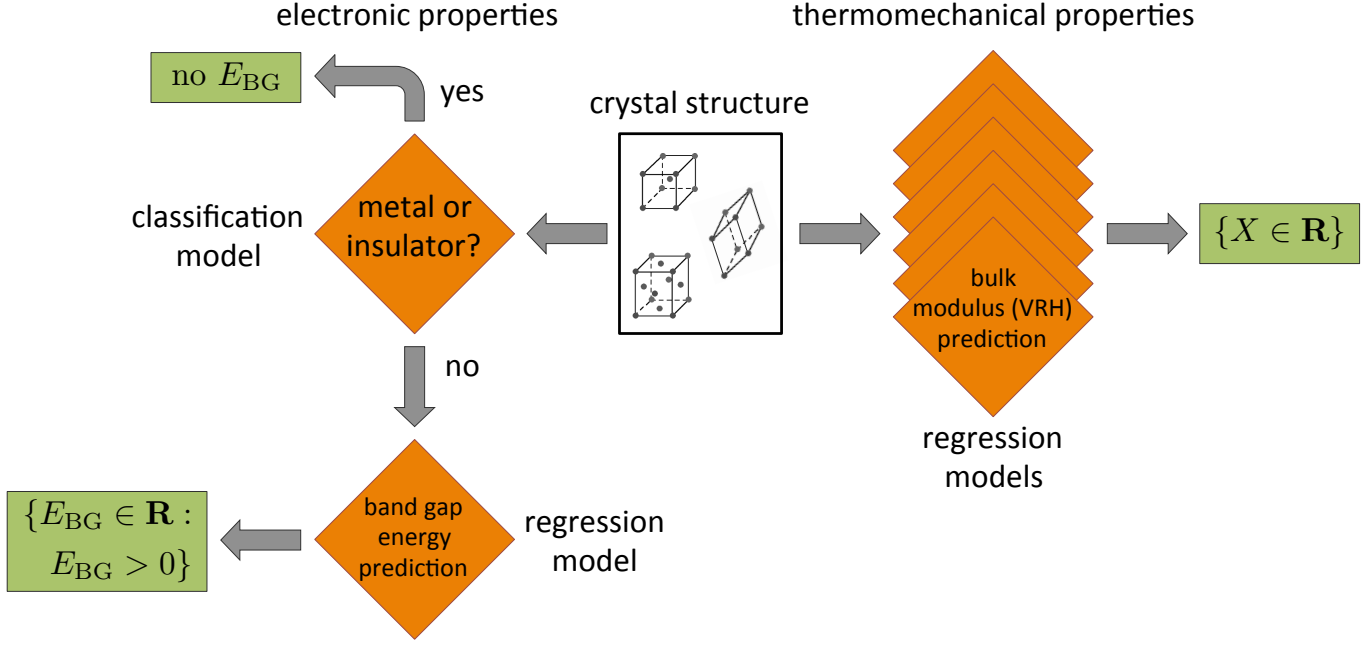 electronic properties
thermomechanical properties
no E_BG
yes
crystal structure
classification
model
metal or
insulator?
{X ∈ R}
bulk
modulus (VRH)
prediction
no
regression
models
{E_BG ∈ R :
E_BG > 0}
band gap
energy
prediction
regression
model